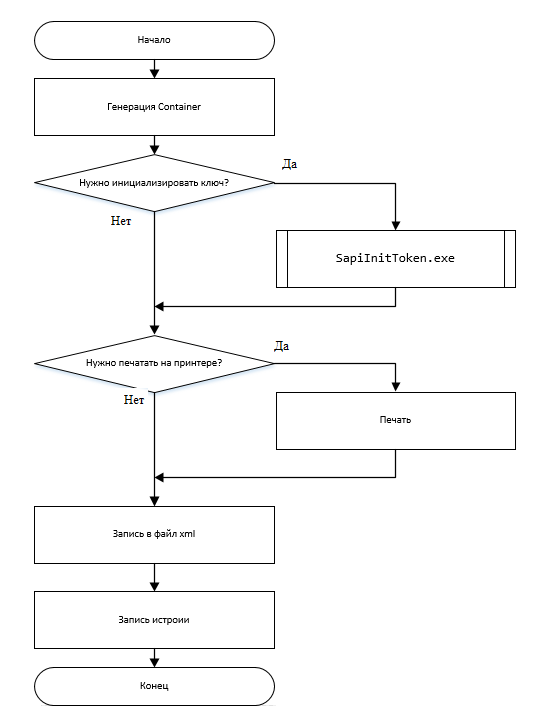 Начало
Генерация Container
Нужно инициализировать ключ?
Да
Нет
SapiInitToken.exe
Нужно печатать на принтере?
Да
Нет
Печать
Запись в файл xml
Запись истроии
Конец